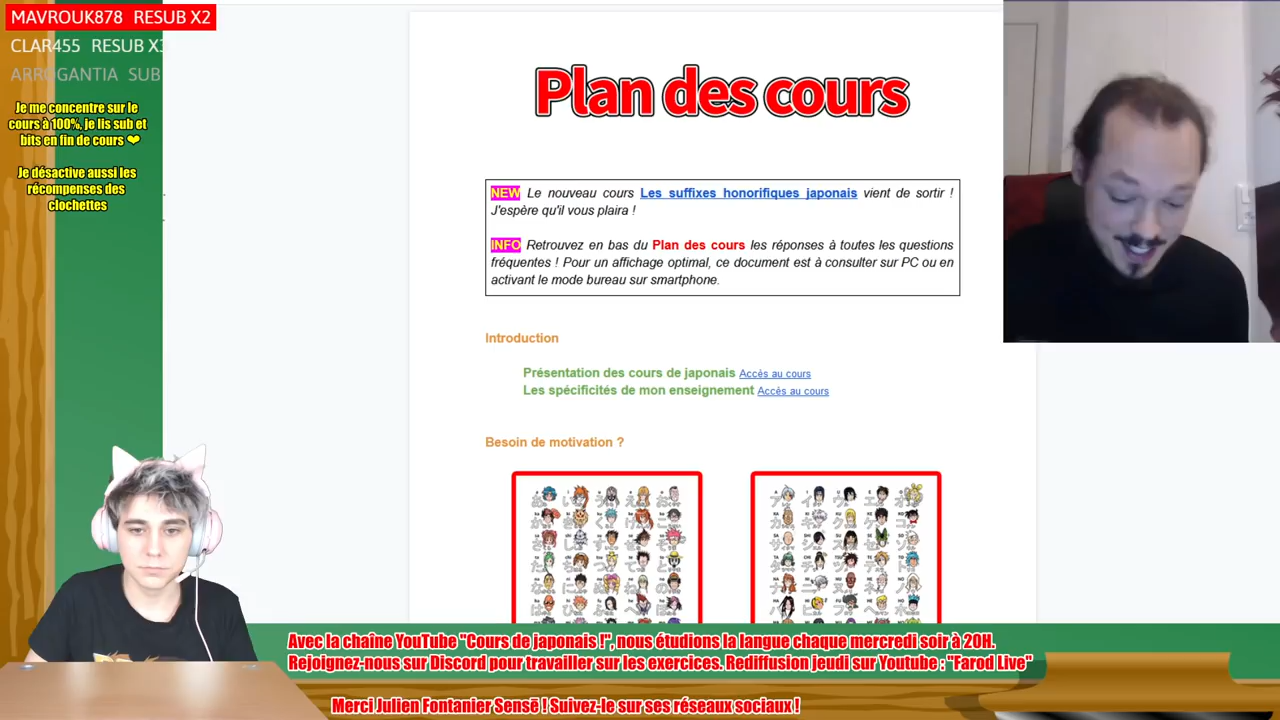 MAVROUK878 RESUB X2
CLAR455 RESUB X3
ARROGANTIA SUB
Je me concentre sur le
cours à 100%, je lis sub et
bits en fin de cours ❤
Je désactive aussi les
récompenses des
clochettes
Plan des cours
NEW Le nouveau cours Les suffixes honorifiques japonais vient de sortir !
J'espère qu'il vous plaira !
INFO Retrouvez en bas du Plan des cours les réponses à toutes les questions
fréquentes ! Pour un affichage optimal, ce document est à consulter sur PC ou en
activant le mode bureau sur smartphone.
Introduction
Présentation des cours de japonais Accès au cours
Les spécificités de mon enseignement Accès au cours
Besoin de motivation ?
Avec la chaîne YouTube "Cours de japonais !", nous étudions la langue chaque mercredi soir à 20H.
Rejoignez-nous sur Discord pour travailler sur les exercices. Rediffusion jeudi sur Youtube : "Farod Live"
Merci Julien Fontanier Sensē ! Suivez-le sur ses réseaux sociaux !